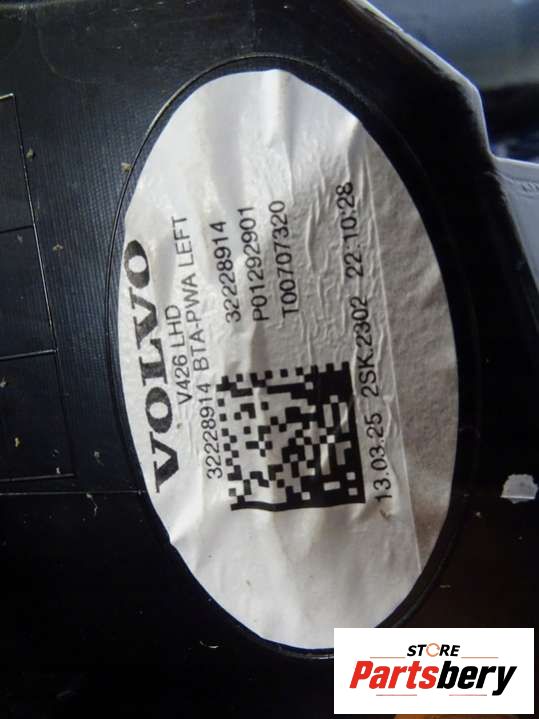 VOLVO
V426 LHD
32228914 BTA-PWA LEFT
32228914
P01292901
T00707320
13.03.25 2SK.2302 22:10:28
STORE
Partsbery